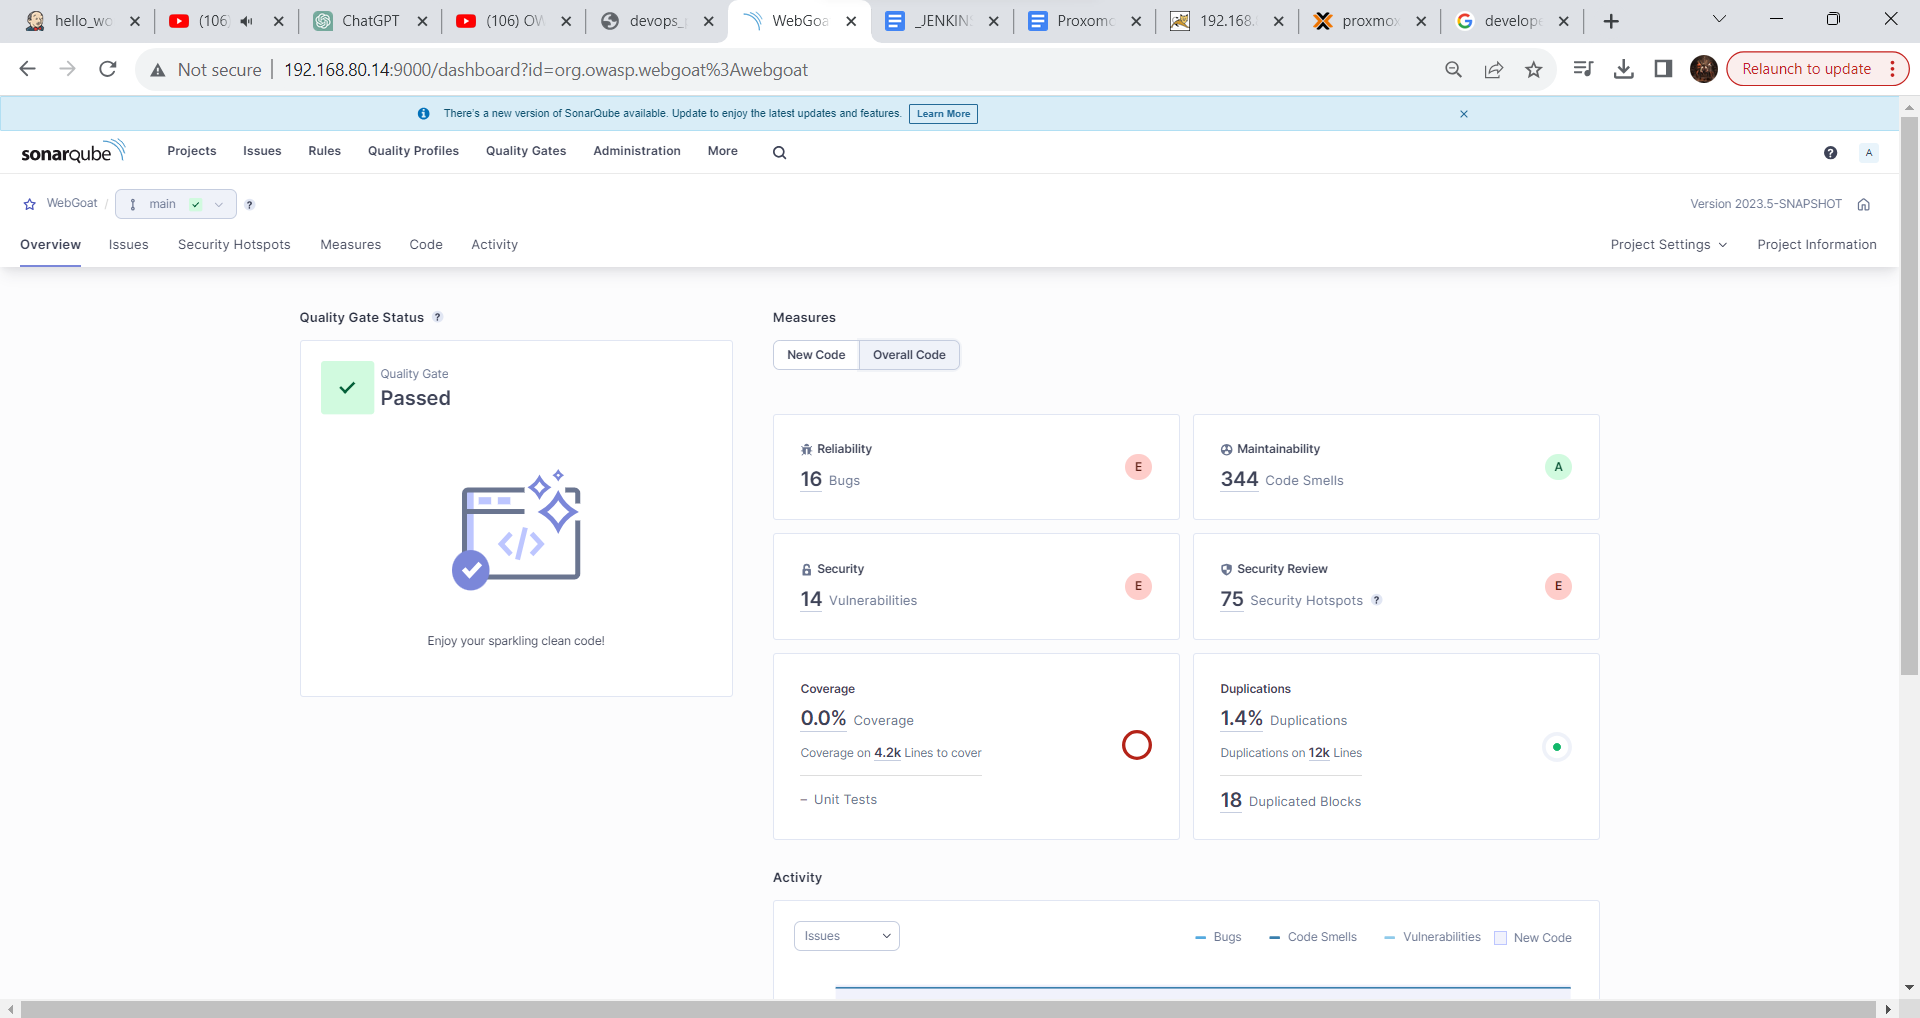 hello_wo
(106)
ChatGPT
(106) OW
devops_p
WebGoa
_JENKIN
Proxomo
192.168.
proxmox
develope
Not secure
192.168.80.14:9000/dashboard?id=org.owasp.webgoat%3Awebgoat
Relaunch to update
There's a new version of SonarQube available. Update to enjoy the latest updates and features. Learn More
sonarqube
Projects
Issues
Rules
Quality Profiles
Quality Gates
Administration
More
A
WebGoat / main
Version 2023.5-SNAPSHOT
Overview
Issues
Security Hotspots
Measures
Code
Activity
Project Settings
Project Information
Quality Gate Status ?
Quality Gate
Passed
Enjoy your sparkling clean code!
Measures
New Code
Overall Code
Reliability
16 Bugs
E
Maintainability
344 Code Smells
A
Security
14 Vulnerabilities
E
Security Review
75 Security Hotspots ?
E
Coverage
0.0% Coverage
Coverage on 4.2k Lines to cover
– Unit Tests
Duplications
1.4% Duplications
Duplications on 12k Lines
18 Duplicated Blocks
Activity
Issues
Bugs
Code Smells
Vulnerabilities
New Code